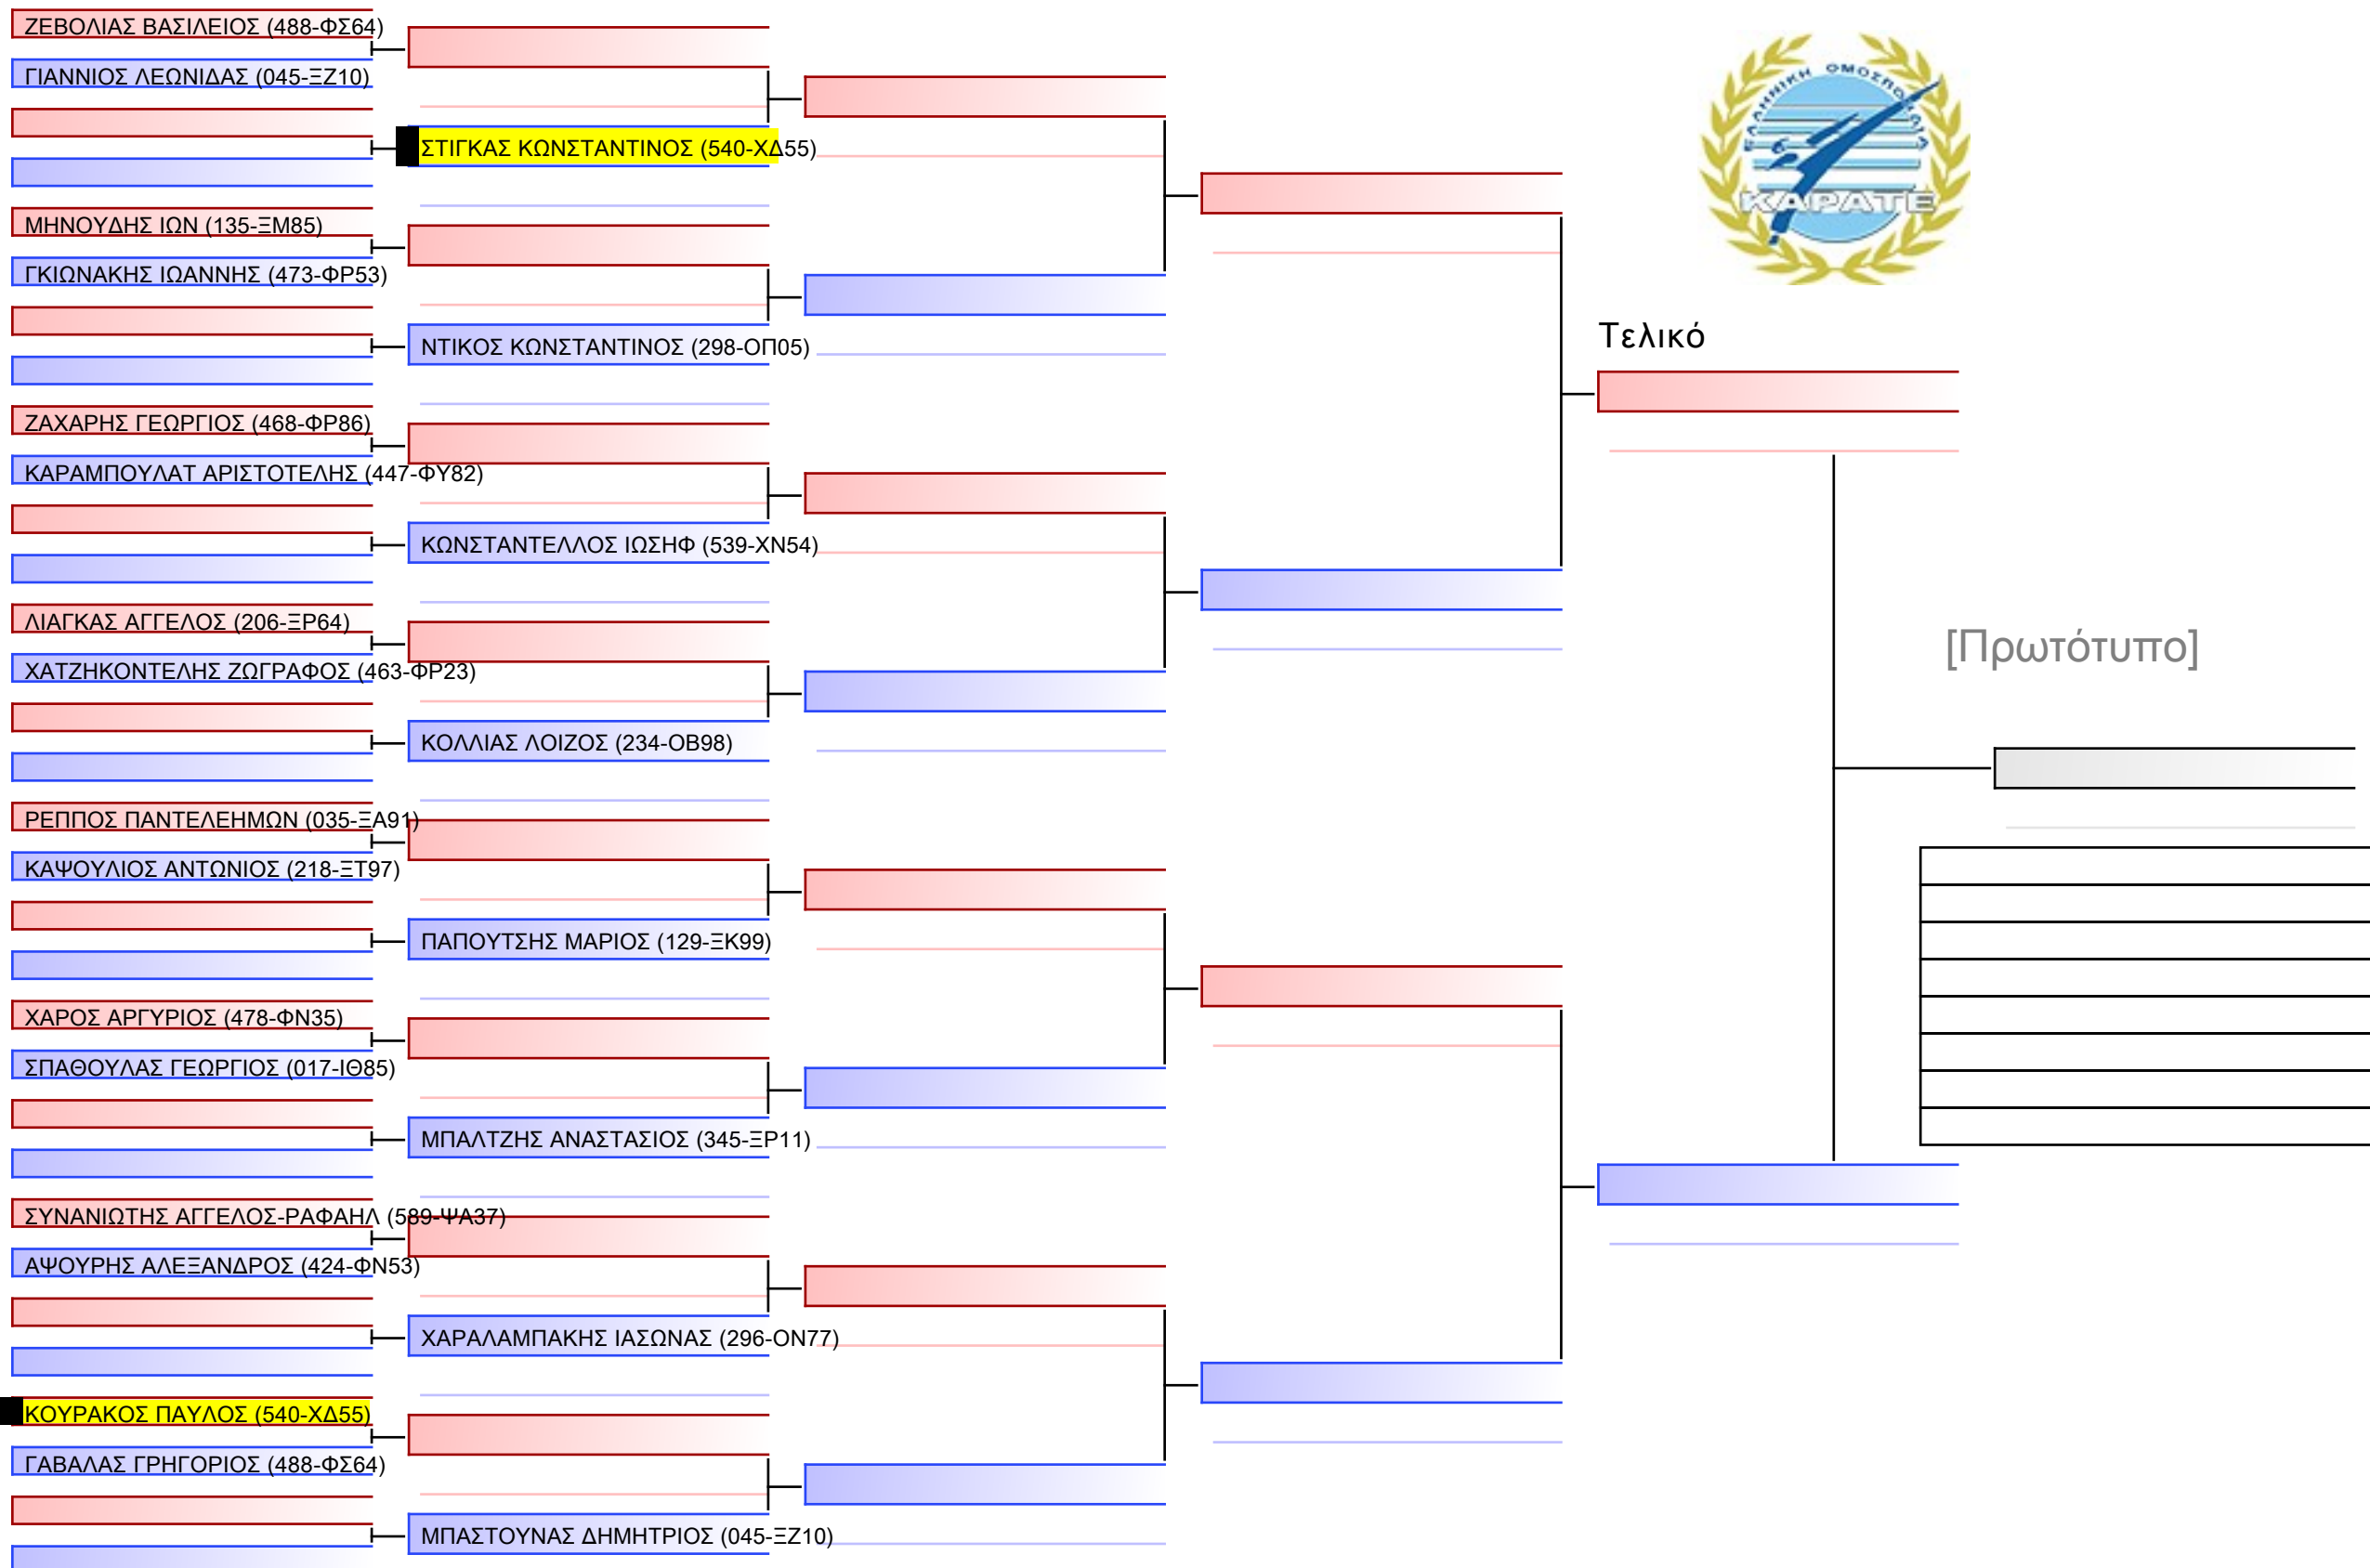 ΖΕΒΟΛΙΑΣ ΒΑΣΙΛΕΙΟΣ (488-ΦΣ64)
ΓΙΑΝΝΙΟΣ ΛΕΩΝΙΔΑΣ (045-ΞΖ10)
ΣΤΙΓΚΑΣ ΚΩΝΣΤΑΝΤΙΝΟΣ (540-ΧΔ55)
ΜΗΝΟΥΔΗΣ ΙΩΝ (135-ΞΜ85)
ΓΚΙΩΝΑΚΗΣ ΙΩΑΝΝΗΣ (473-ΦΡ53)
ΝΤΙΚΟΣ ΚΩΝΣΤΑΝΤΙΝΟΣ (298-ΟΠ05)
ΖΑΧΑΡΗΣ ΓΕΩΡΓΙΟΣ (468-ΦΡ86)
ΚΑΡΑΜΠΟΥΛΑΤ ΑΡΙΣΤΟΤΕΛΗΣ (447-ΦΥ82)
ΚΩΝΣΤΑΝΤΕΛΛΟΣ ΙΩΣΗΦ (539-ΧΝ54)
ΛΙΑΓΚΑΣ ΑΓΓΕΛΟΣ (206-ΞΡ64)
ΧΑΤΖΗΚΟΝΤΕΛΗΣ ΖΩΓΡΑΦΟΣ (463-ΦΡ23)
ΚΟΛΛΙΑΣ ΛΟΙΖΟΣ (234-ΟΒ98)
ΡΕΠΠΟΣ ΠΑΝΤΕΛΕΗΜΩΝ (035-ΞΑ91)
ΚΑΨΟΥΛΙΟΣ ΑΝΤΩΝΙΟΣ (218-ΞΤ97)
ΠΑΠΟΥΤΣΗΣ ΜΑΡΙΟΣ (129-ΞΚ99)
ΧΑΡΟΣ ΑΡΓΥΡΙΟΣ (478-ΦΝ35)
ΣΠΑΘΟΥΛΑΣ ΓΕΩΡΓΙΟΣ (017-ΙΘ85)
ΜΠΑΛΤΖΗΣ ΑΝΑΣΤΑΣΙΟΣ (345-ΞΡ11)
ΣΥΝΑΝΙΩΤΗΣ ΑΓΓΕΛΟΣ-ΡΑΦΑΗΛ (589-ΨΑ37)
ΑΨΟΥΡΗΣ ΑΛΕΞΑΝΔΡΟΣ (424-ΦΝ53)
ΧΑΡΑΛΑΜΠΑΚΗΣ ΙΑΣΩΝΑΣ (296-ΟΝ77)
ΚΟΥΡΑΚΟΣ ΠΑΥΛΟΣ (540-ΧΔ55)
ΓΑΒΑΛΑΣ ΓΡΗΓΟΡΙΟΣ (488-ΦΣ64)
ΜΠΑΣΤΟΥΝΑΣ ΔΗΜΗΤΡΙΟΣ (045-ΞΖ10)
ΕΛΛΗΝΙΚΗ ΟΜΟΣΠΟΝΔΙΑ
ΚΑΡΑΤΕ
Τελικό
[Πρωτότυπο]